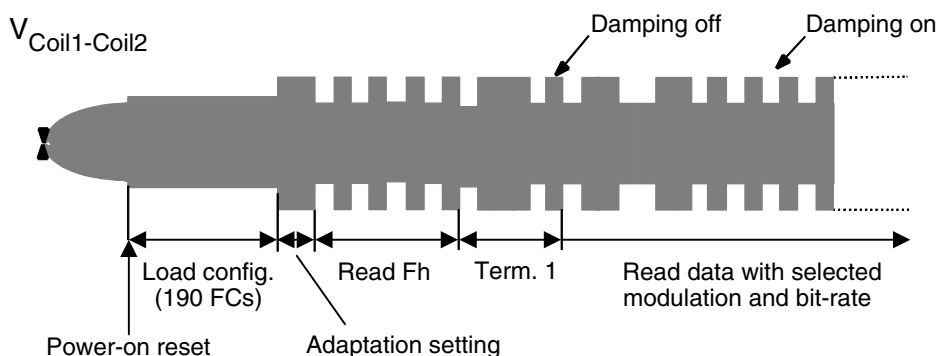 V Coil1-Coil2
Damping off
Damping on
Load config.
(190 FCs)
Read Fh
Term. 1
Read data with selected
modulation and bit-rate
Power-on reset
Adaptation setting